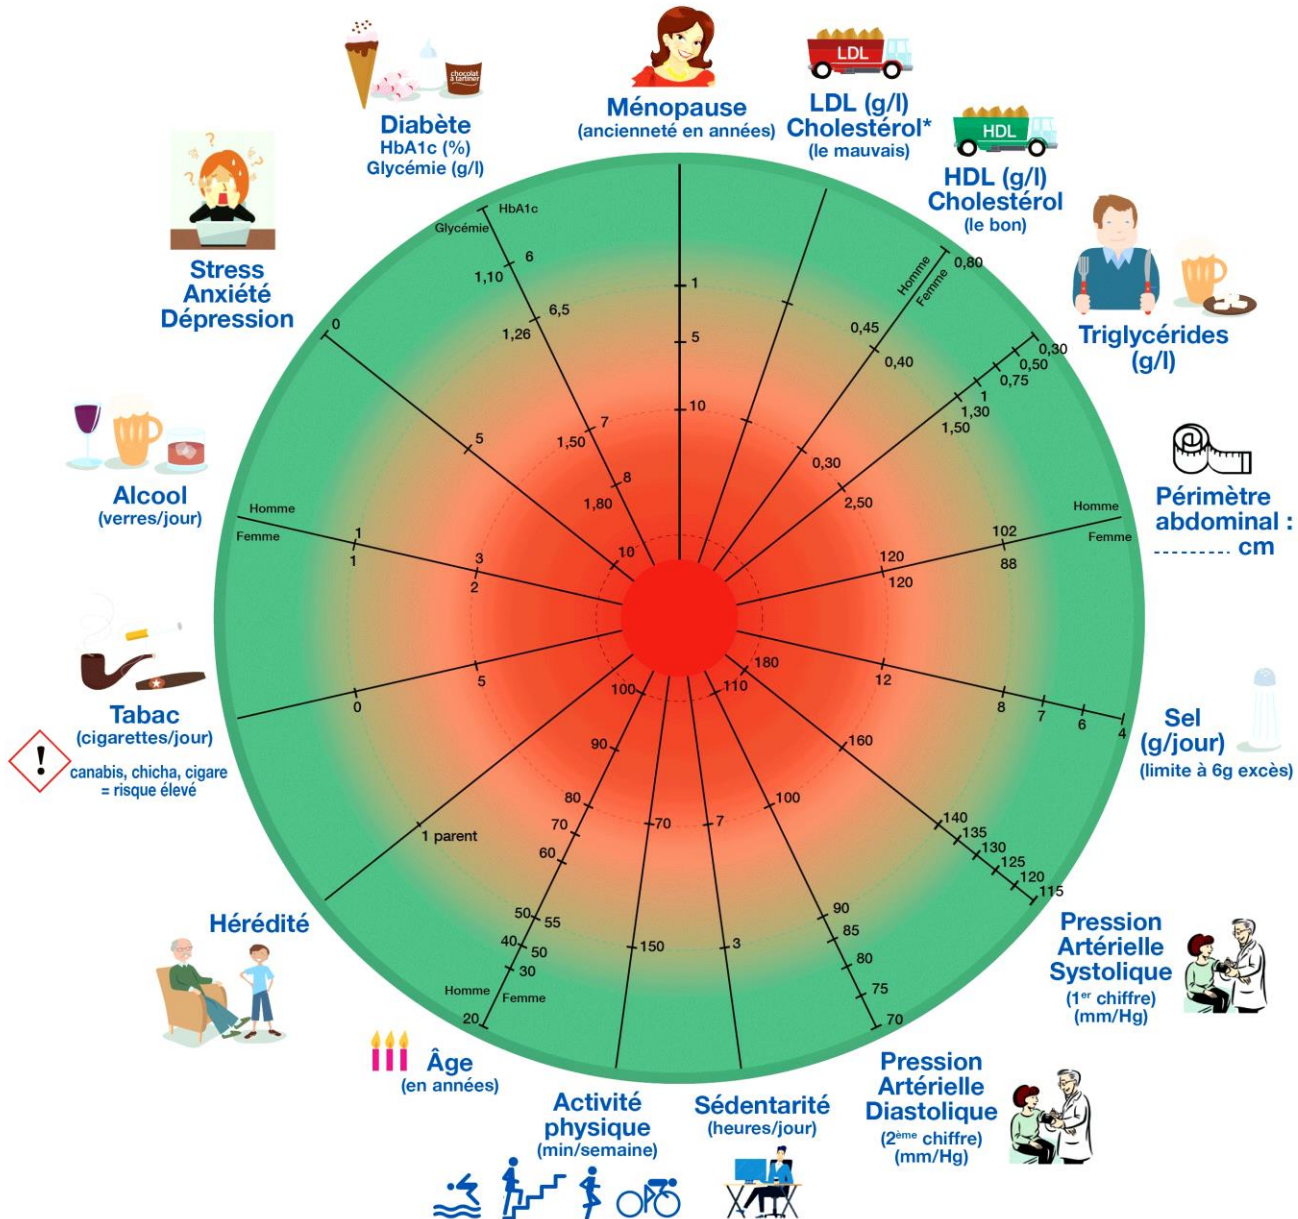 chocolat
à tartiner
Diabète
HbA1c (%)
Glycémie (g/l)
Ménopause
(ancienneté en années)
LDL
LDL (g/l)
Cholestérol*
(le mauvais)
HDL
HDL (g/l)
Cholestérol
(le bon)
Triglycérides
(g/l)
Périmètre
abdominal :
-------- cm
Sel
(g/jour)
(limite à 6g excès)
Pression
Artérielle
Systolique
(1er chiffre)
(mm/Hg)
Pression
Artérielle
Diastolique
(2ème chiffre)
(mm/Hg)
Sédentarité
(heures/jour)
Activité
physique
(min/semaine)
Âge
(en années)
Hérédité
Tabac
(cigarettes/jour)
!
canabis, chicha, cigare
= risque élevé
Alcool
(verres/jour)
Stress
Anxiété
Dépression
HbA1c
Glycémie
6
1,10
6,5
1,26
7
1,50
8
1,80
1
5
10
Homme
Femme
0,80
0,45
0,40
0,30
0,30
0,50
0,75
1
1,30
1,50
2,50
Homme
Femme
102
88
120
120
12
8
7
6
4
180
160
140
135
130
125
120
115
110
100
90
85
80
75
70
7
3
70
150
100
90
80
70
60
50
55
40
50
30
Homme
Femme
20
1 parent
5
0
Homme
Femme
1
1
3
2
0
5
10